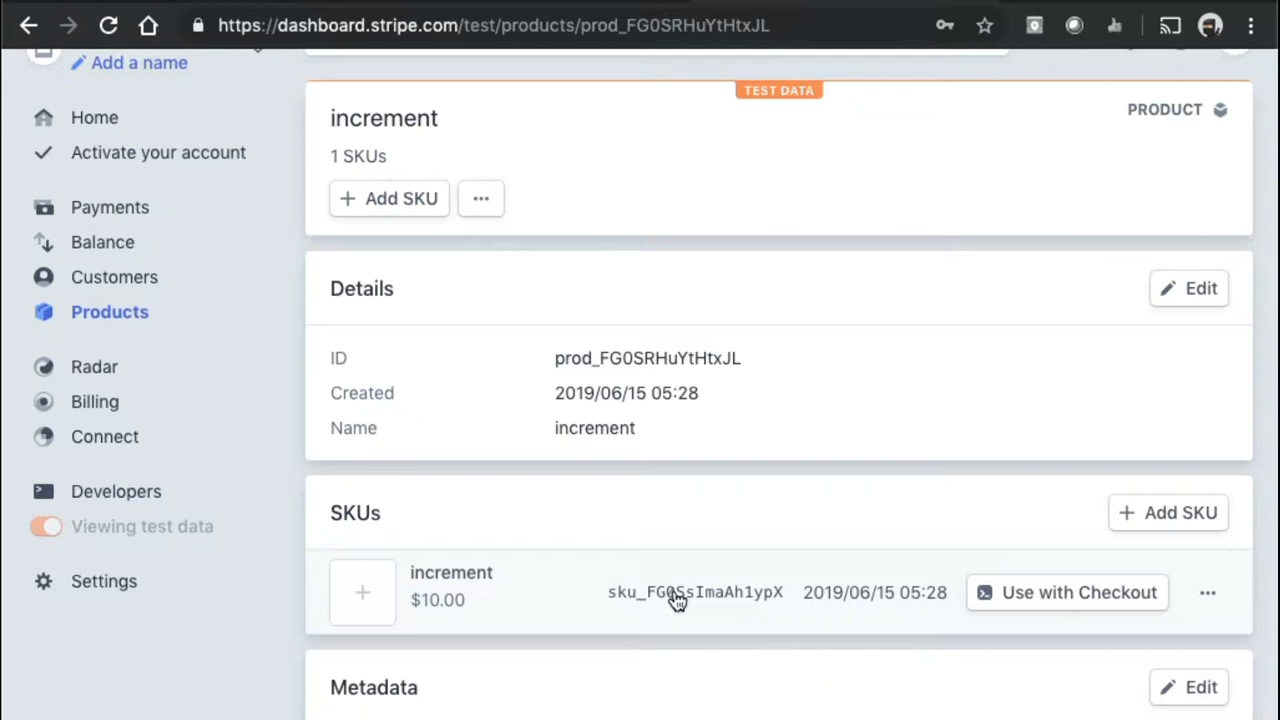 https://dashboard.stripe.com/test/products/prod_FG0SRHuYtHtxJL
Add a name
Home
Activate your account
Payments
Balance
Customers
Products
Radar
Billing
Connect
Developers
Viewing test data
Settings
TEST DATA
increment
PRODUCT
1 SKUs
+ Add SKU
...
Details
Edit
ID prod_FG0SRHuYtHtxJL
Created 2019/06/15 05:28
Name increment
SKUs
+ Add SKU
increment
$10.00
sku_FG0SsImaAh1ypX 2019/06/15 05:28 Use with Checkout ...
Metadata
Edit